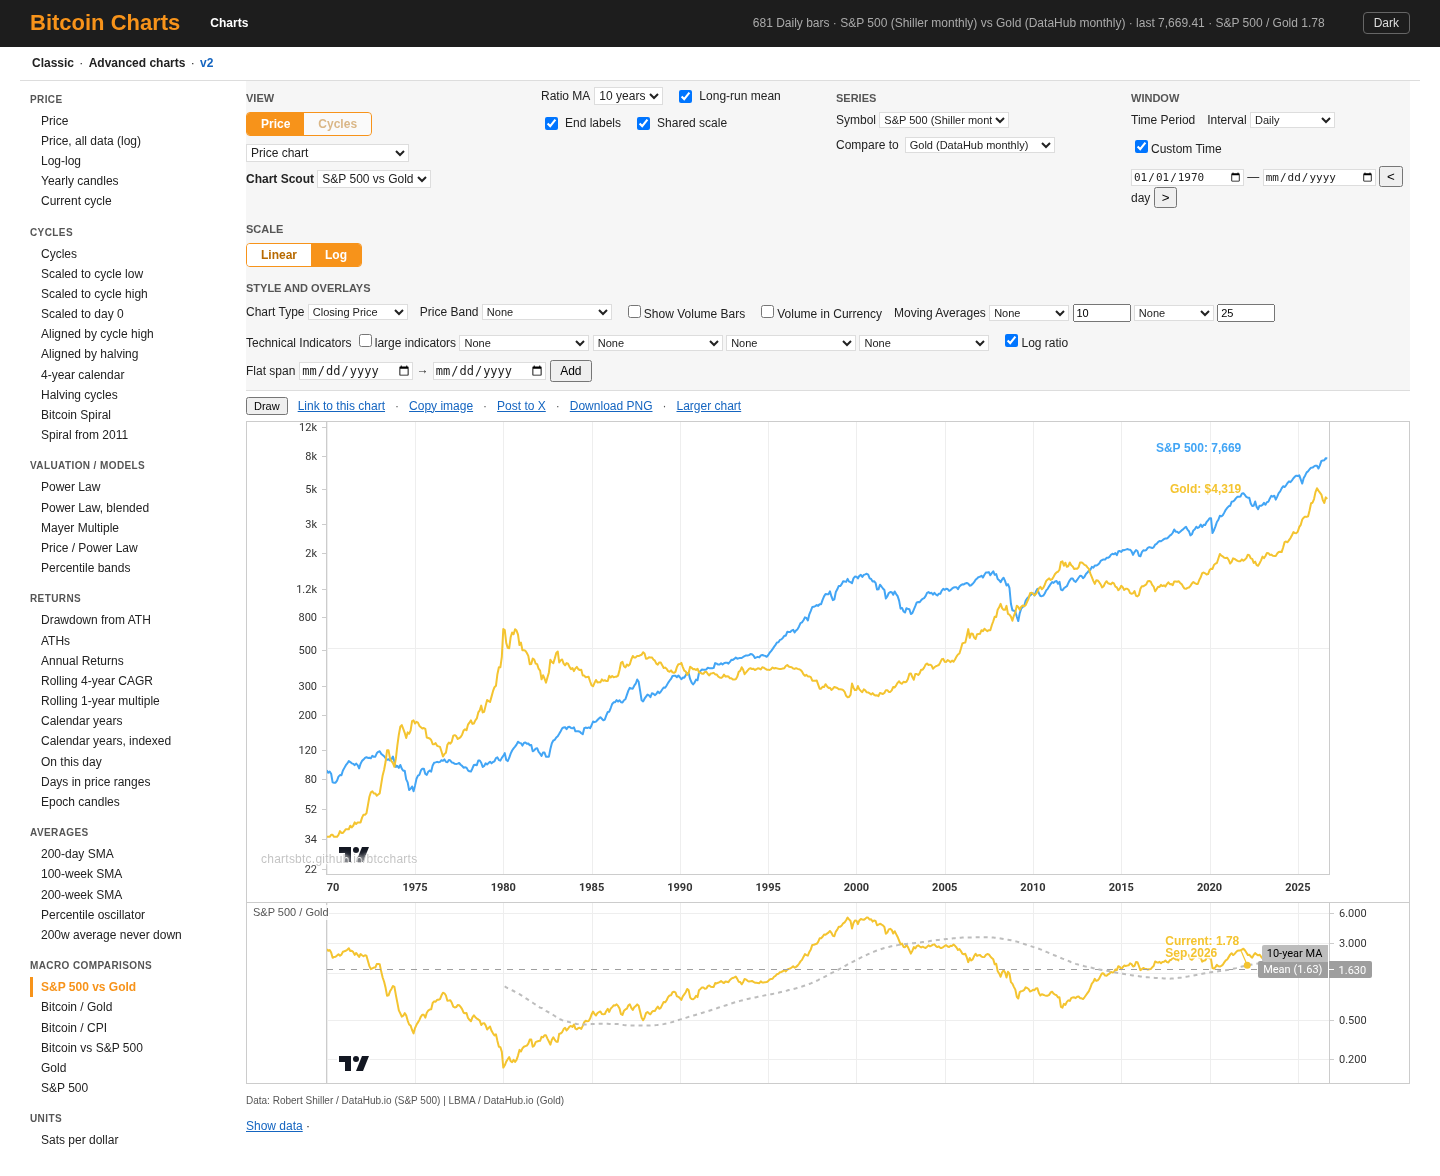 Bitcoin Charts
Charts
681 Daily bars · S&P 500 (Shiller monthly) vs Gold (DataHub monthly) · last 7,669.41 · S&P 500 / Gold 1.78
Dark
Classic · Advanced charts · v2
PRICE
Price
Price, all data (log)
Log-log
Yearly candles
Current cycle
CYCLES
Cycles
Scaled to cycle low
Scaled to cycle high
Scaled to day 0
Aligned by cycle high
Aligned by halving
4-year calendar
Halving cycles
Bitcoin Spiral
Spiral from 2011
VALUATION / MODELS
Power Law
Power Law, blended
Mayer Multiple
Price / Power Law
Percentile bands
RETURNS
Drawdown from ATH
ATHs
Annual Returns
Rolling 4-year CAGR
Rolling 1-year multiple
Calendar years
Calendar years, indexed
On this day
Days in price ranges
Epoch candles
AVERAGES
200-day SMA
100-week SMA
200-week SMA
Percentile oscillator
200w average never down
MACRO COMPARISONS
S&P 500 vs Gold
Bitcoin / Gold
Bitcoin / CPI
Bitcoin vs S&P 500
Gold
S&P 500
UNITS
Sats per dollar
VIEW
Price Cycles
Price chart
Chart Scout S&P 500 vs Gold
Ratio MA 10 years Long-run mean
End labels Shared scale
SERIES
Symbol S&P 500 (Shiller mont
Compare to Gold (DataHub monthly)
WINDOW
Time Period Interval Daily
Custom Time
01/01/1970 — mm/dd/yyyy <
day >
SCALE
Linear Log
STYLE AND OVERLAYS
Chart Type Closing Price Price Band None Show Volume Bars Volume in Currency Moving Averages None 10 None 25
Technical Indicators large indicators None None None None Log ratio
Flat span mm/dd/yyyy → mm/dd/yyyy Add
Draw Link to this chart · Copy image · Post to X · Download PNG · Larger chart
12k
8k
5k
3k
2k
1.2k
800
500
300
200
120
80
52
34
22
S&P 500: 7,669
Gold: $4,319
chartsbtc.github.io/btccharts
70 1975 1980 1985 1990 1995 2000 2005 2010 2015 2020 2025
S&P 500 / Gold
Current: 1.78
Sep 2026
10-year MA
Mean (1.63) 1.630
6.000
3.000
0.500
0.200
Data: Robert Shiller / DataHub.io (S&P 500) | LBMA / DataHub.io (Gold)
Show data ·